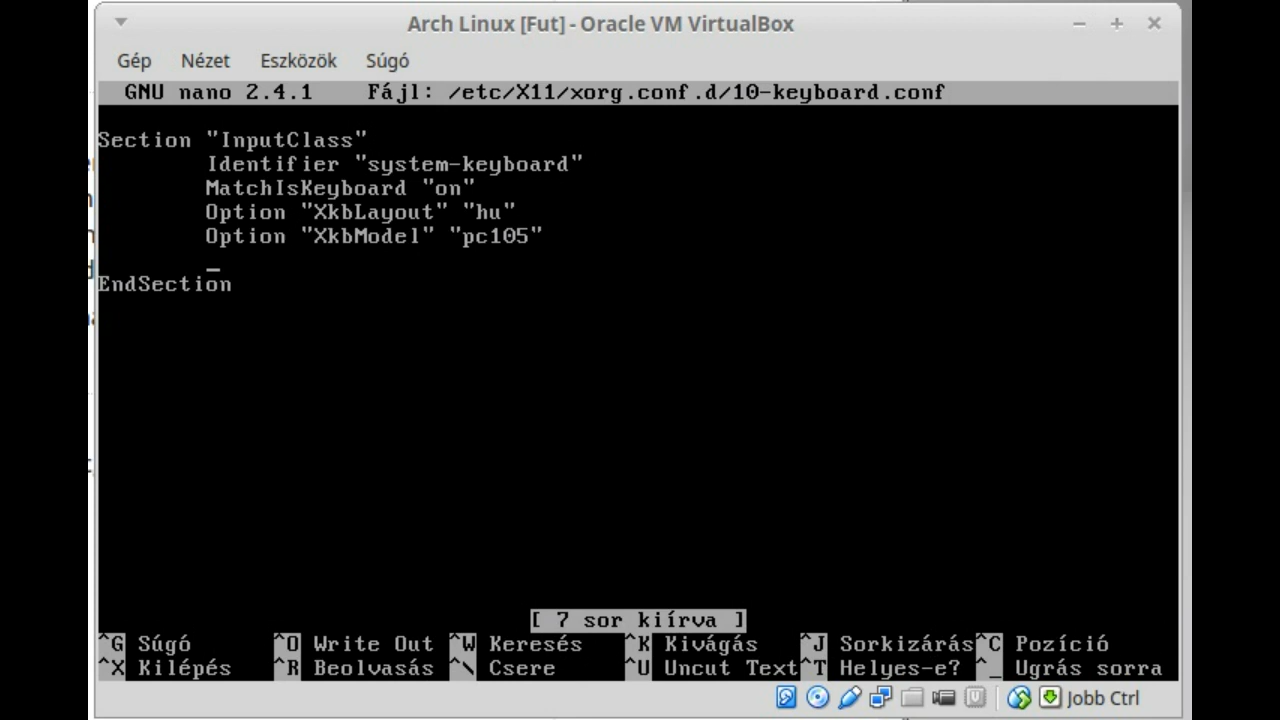 Arch Linux [Fut] - Oracle VM VirtualBox
Gép Nézet Eszközök Súgó
GNU nano 2.4.1 Fájl: /etc/X11/xorg.conf.d/10-keyboard.conf
Section "InputClass"
Identifier "system-keyboard"
MatchIsKeyboard "on"
Option "XkbLayout" "hu"
Option "XkbModel" "pc105"
EndSection
[ 7 sor kiírva ]
^G Súgó ^O Write Out ^W Keresés ^K Kivágás ^J Sorkizárás ^C Pozíció
^X Kilépés ^R Beolvasás ^\ Csere ^U Uncut Text ^T Helyes-e? ^_ Ugrás sorra
Jobb Ctrl